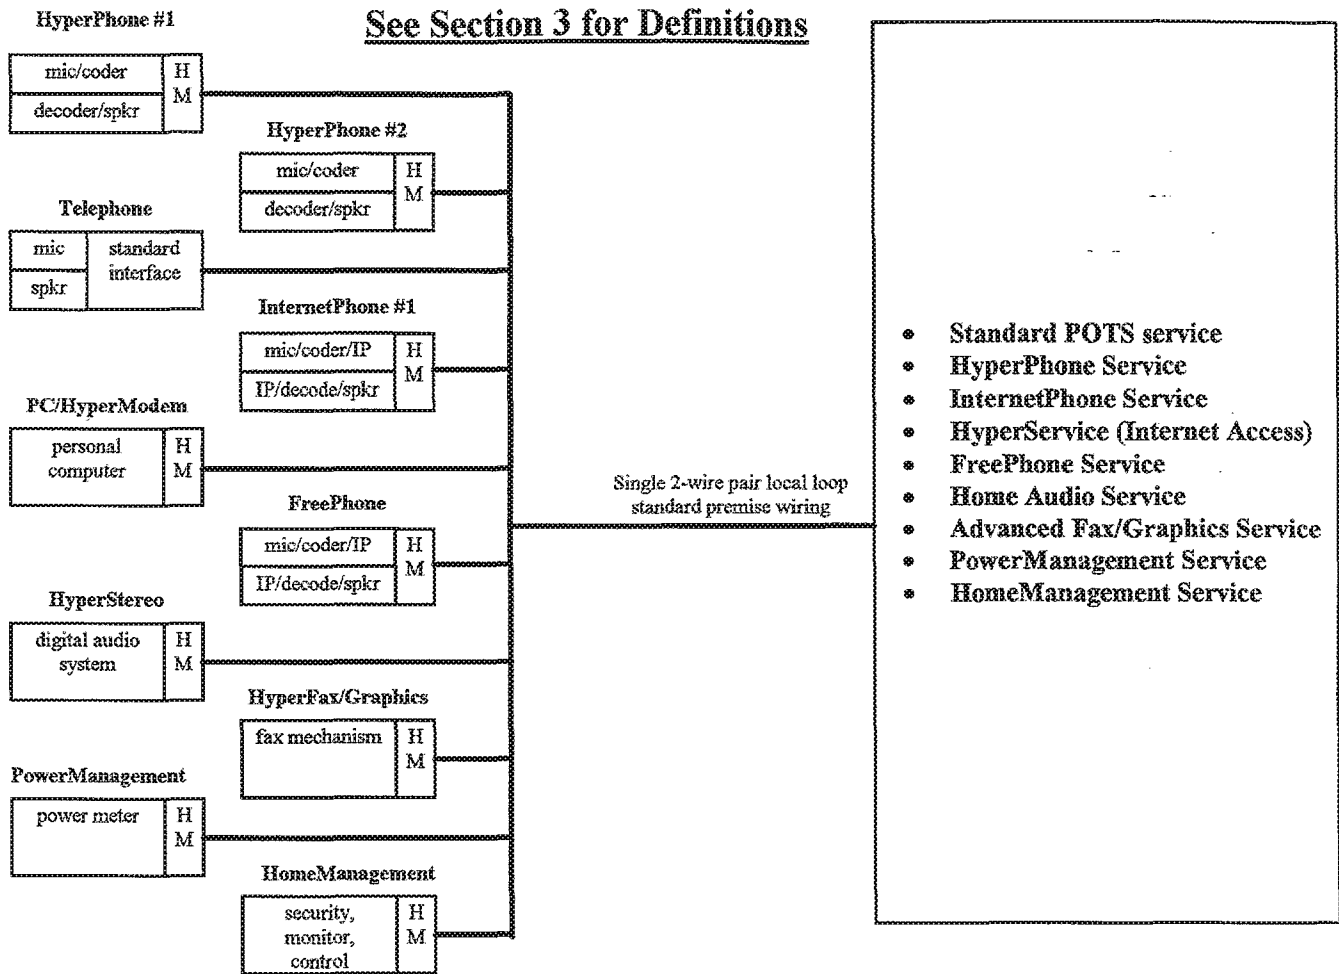 See Section 3 for Definitions
HyperPhone #1
mic/coder
decoder/spkr
H
M
HyperPhone #2
mic/coder
decoder/spkr
H
M
Telephone
mic
spkr
standard
interface
InternetPhone #1
mic/coder/IP
IP/decode/spkr
H
M
PC/HyperModem
personal
computer
H
M
FreePhone
mic/coder/IP
IP/decode/spkr
H
M
HyperStereo
digital audio
system
H
M
HyperFax/Graphics
fax mechanism
H
M
PowerManagement
power meter
H
M
HomeManagement
security,
monitor,
control
H
M
Single 2-wire pair local loop
standard premise wiring
• Standard POTS service
• HyperPhone Service
• InternetPhone Service
• HyperService (Internet Access)
• FreePhone Service
• Home Audio Service
• Advanced Fax/Graphics Service
• PowerManagement Service
• HomeManagement Service